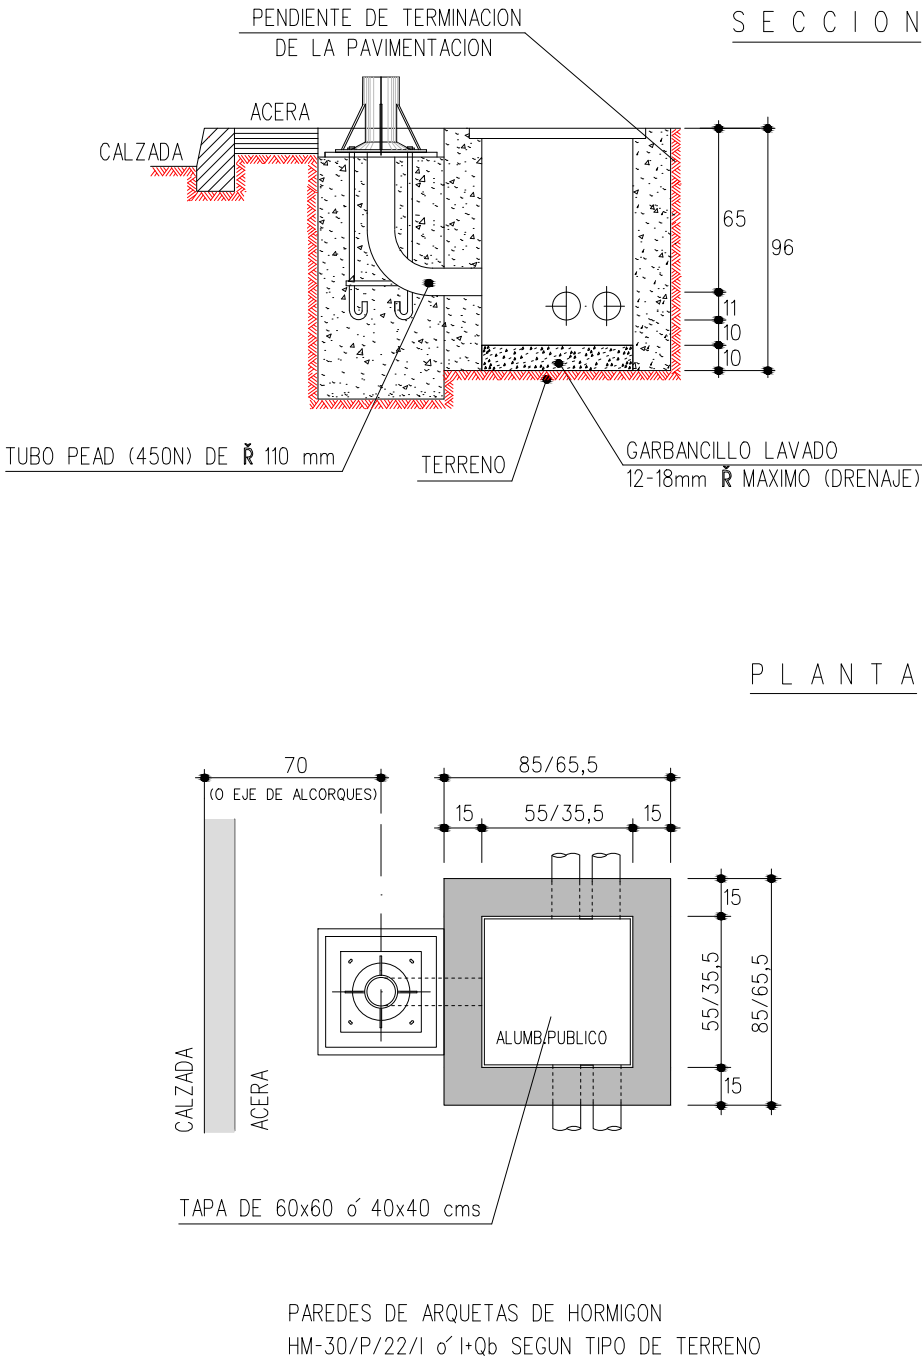 PENDIENTE DE TERMINACION
DE LA PAVIMENTACION
S E C C I O N
ACERA
CALZADA
65
96
11
10
10
TUBO PEAD (450N) DE Ř 110 mm
TERRENO
GARBANCILLO LAVADO
12-18mm Ř MAXIMO (DRENAJE)
P L A N T A
70
(O EJE DE ALCORQUES)
85/65,5
15
55/35,5
15
15
55/35,5
85/65,5
15
ALUMB.PUBLICO
CALZADA
ACERA
TAPA DE 60x60 ó 40x40 cms
PAREDES DE ARQUETAS DE HORMIGON
HM-30/P/22/I ó I+Qb SEGUN TIPO DE TERRENO